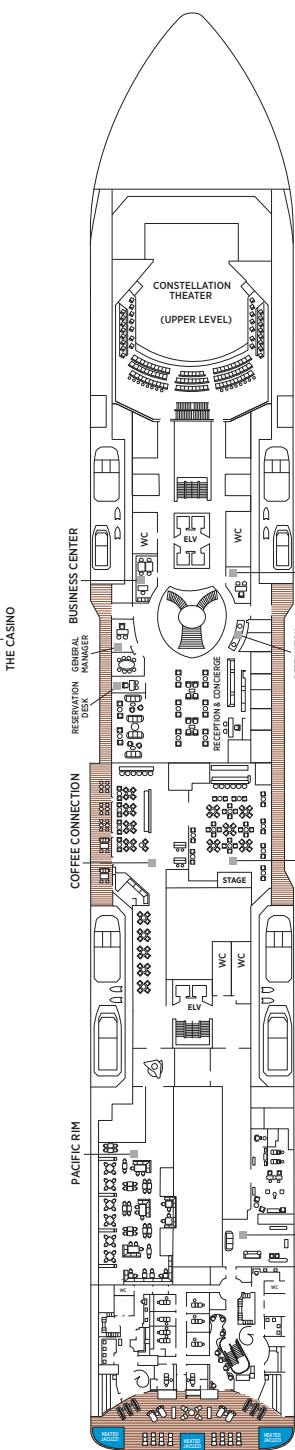 CONSTELLATION
THEATER
(UPPER LEVEL)
WC
ELV
WC
BUSINESS CENTER
THE CASINO
GENERAL
MANAGER
RESERVATION
DESK
RECEPTION & CONCIERGE
COFFEE CONNECTION
STAGE
WC
WC
ELV
PACIFIC RIM
WC
WC
HEATED
JACUZZI
HEATED
JACUZZI
HEATED
JACUZZI